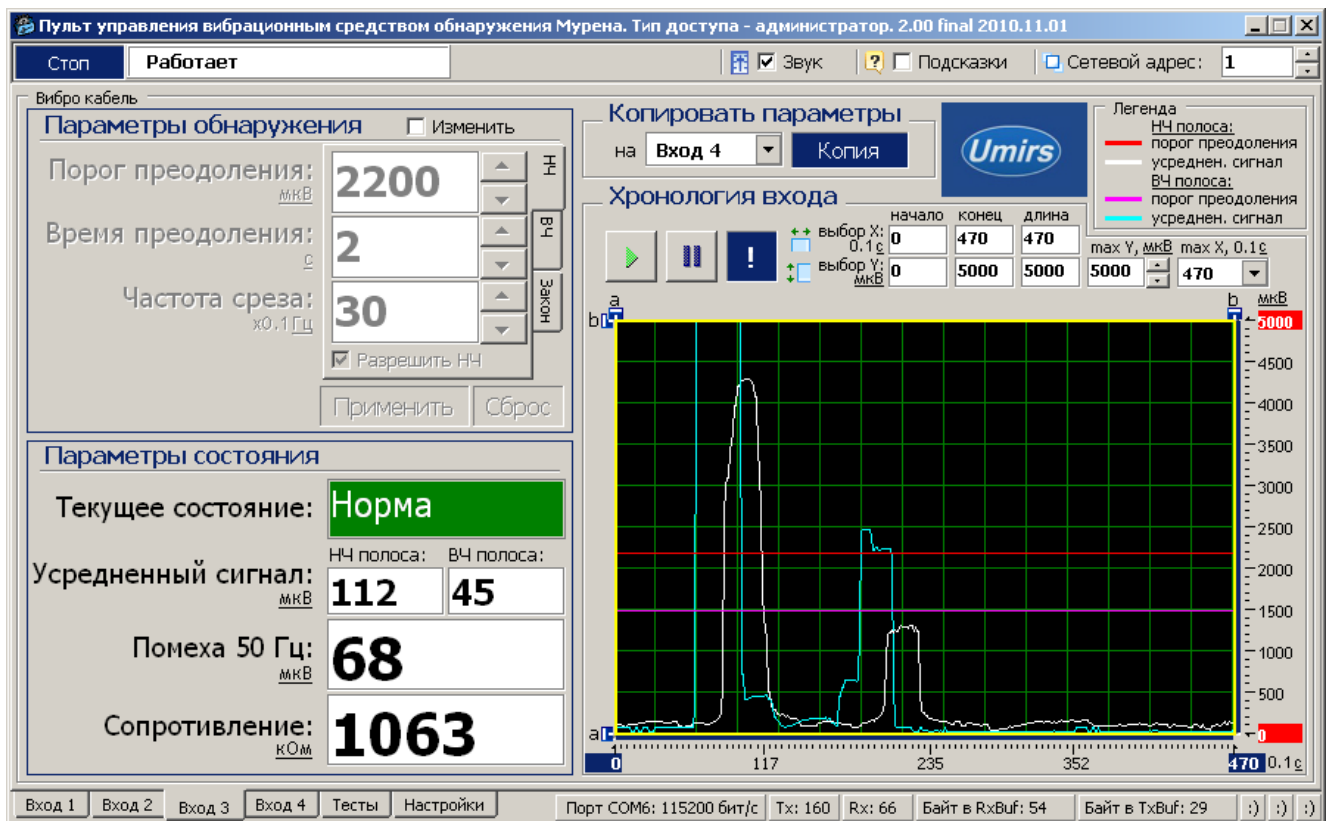 Пульт управления вибрационным средством обнаружения Мурена. Тип доступа - администратор. 2.00 final 2010.11.01
Стоп Работает Звук Подсказки Сетевой адрес: 1
Вибро кабель
Параметры обнаружения Изменить
Порог преодоления: 2200
мкВ
Время преодоления: 2
с
Частота среза: 30
x0.1 Гц
Разрешить НЧ
НЧ
ВЧ
Закон
Применить Сброс
Параметры состояния
Текущее состояние: Норма
НЧ полоса: ВЧ полоса:
Усредненный сигнал: 112 45
мкВ
Помеха 50 Гц: 68
мкВ
Сопротивление: 1063
кОм
Копировать параметры
на Вход 4 Копия
Umirs
Легенда
НЧ полоса:
порог преодоления
усреднен. сигнал
ВЧ полоса:
порог преодоления
усреднен. сигнал
Хронология входа
начало конец длина
выбор X: 0 470 470
0.1 с
выбор Y: 0 5000 5000
мкВ
max Y, мкВ max X, 0.1с
5000 470
!
a b мкВ
b 5000
4500
4000
3500
3000
2500
2000
1500
1000
500
a 0
0 117 235 352 470 0.1с
Вход 1 Вход 2 Вход 3 Вход 4 Тесты Настройки Порт COM6: 115200 бит/с Tx: 160 Rx: 66 Байт в RxBuf: 54 Байт в TxBuf: 29 :) :) :)